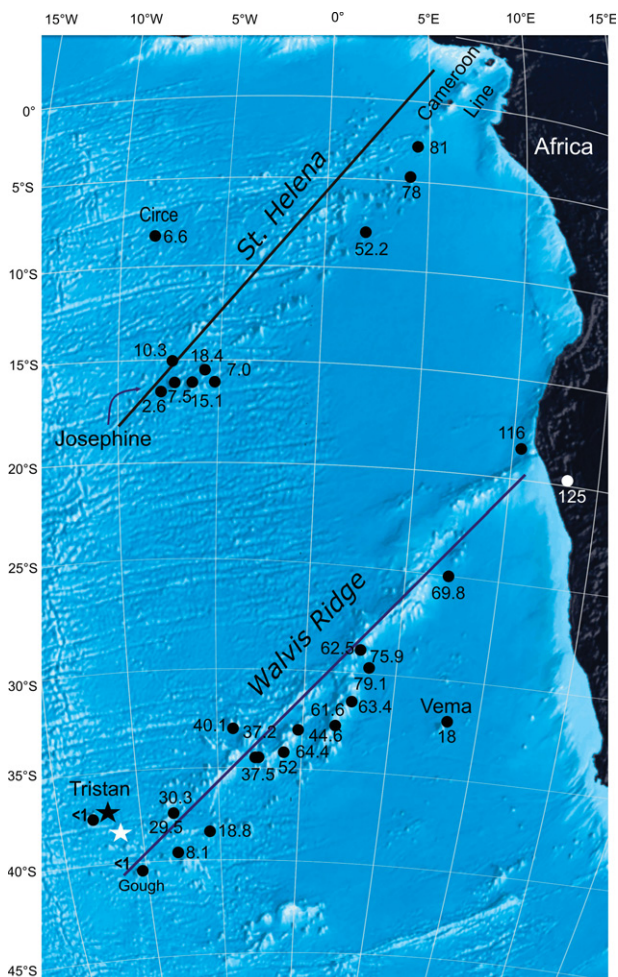 15°W 10°W 5°W 0° 5°E 10°E 15°E
Cameroon
Line
0°
81
Africa
5°S
78
Circe
6.6
St. Helena
52.2
10°S
10.3
18.4
15°S
7.0
2.6
7.5
15.1
Josephine
116
20°S
125
25°S
69.8
Walvis Ridge
62.5
75.9
30°S
79.1
63.4
61.6
Vema
40.1
37.2
44.6
18
64.4
52
37.5
35°S
Tristan
30.3
<1
29.5
18.8
8.1
<1
40°S
Gough
45°S